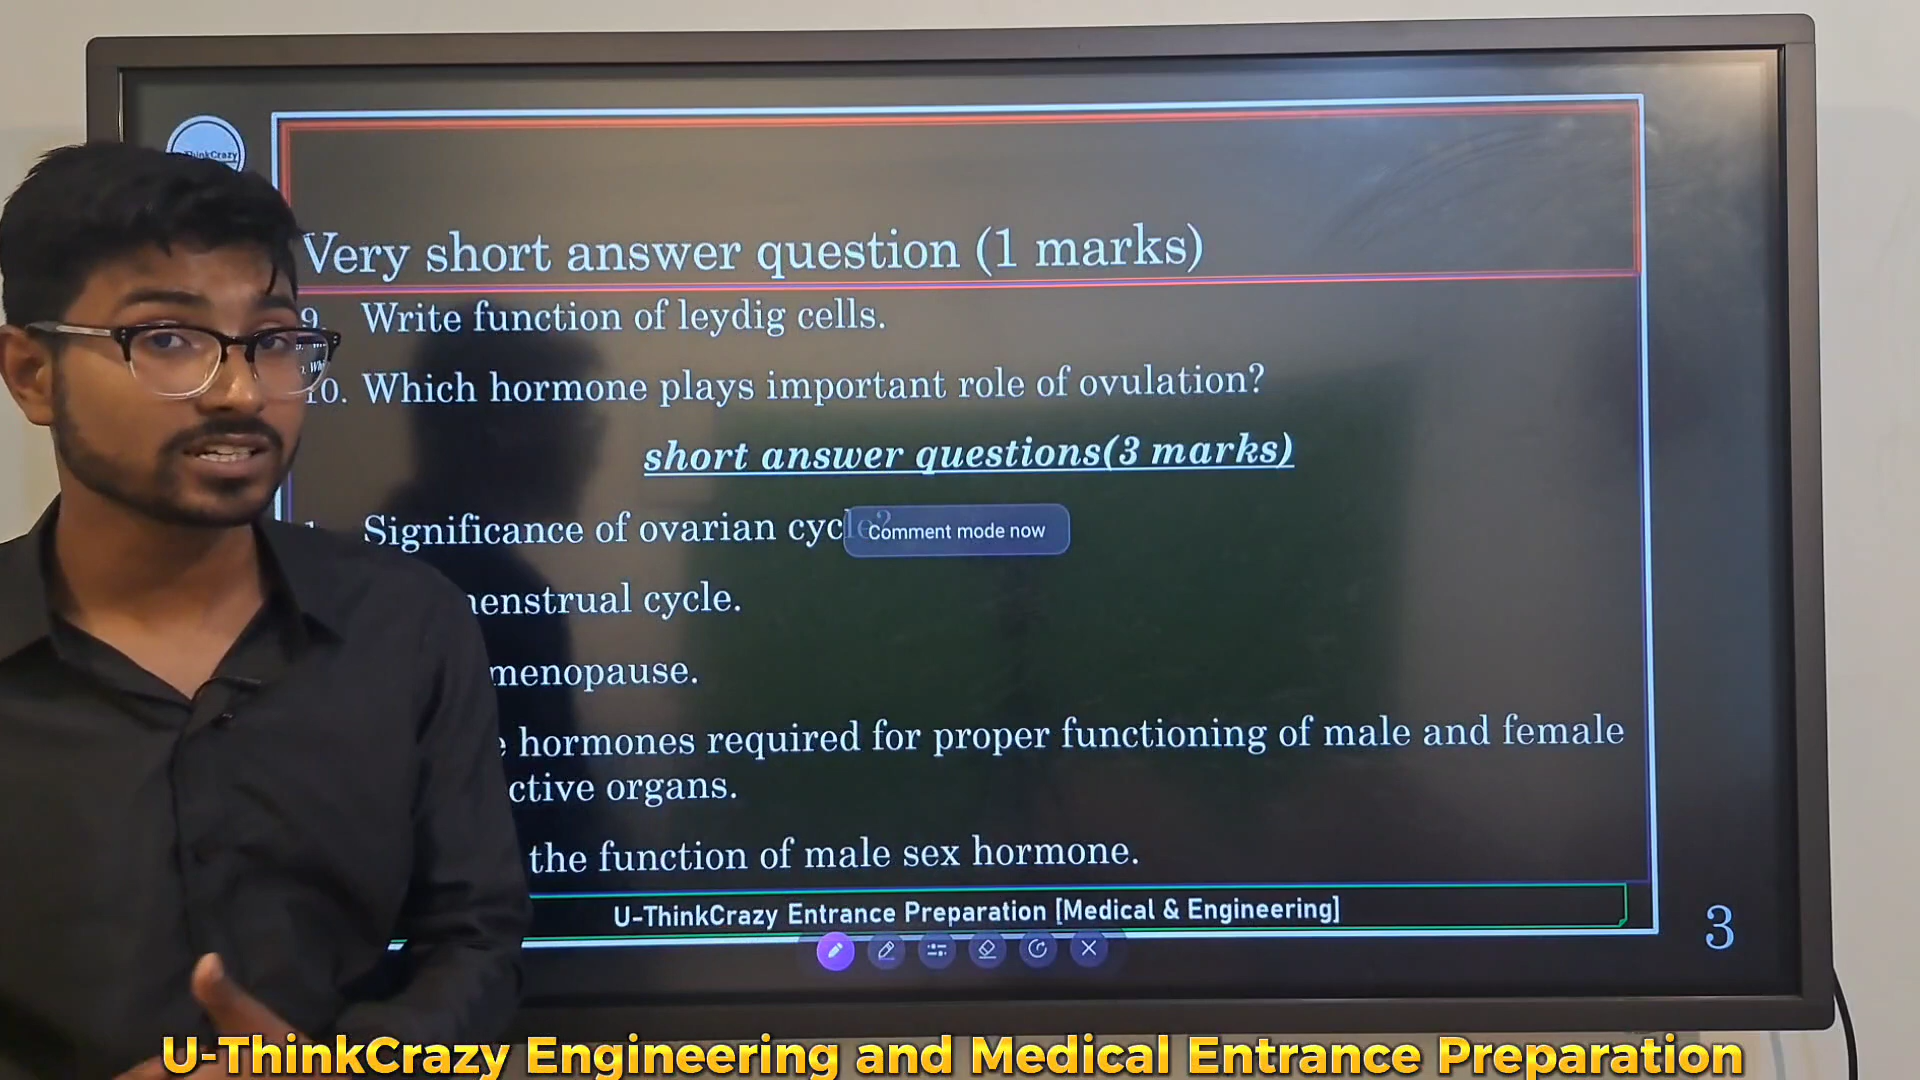 ThinkCrazy
Very short answer question (1 marks)
9. Write function of leydig cells.
10. Which hormone plays important role of ovulation?
short answer questions(3 marks)
Significance of ovarian cycle?
Comment mode now
menstrual cycle.
menopause.
hormones required for proper functioning of male and female
ctive organs.
the function of male sex hormone.
U-ThinkCrazy Entrance Preparation [Medical & Engineering]
3
U-ThinkCrazy Engineering and Medical Entrance Preparation